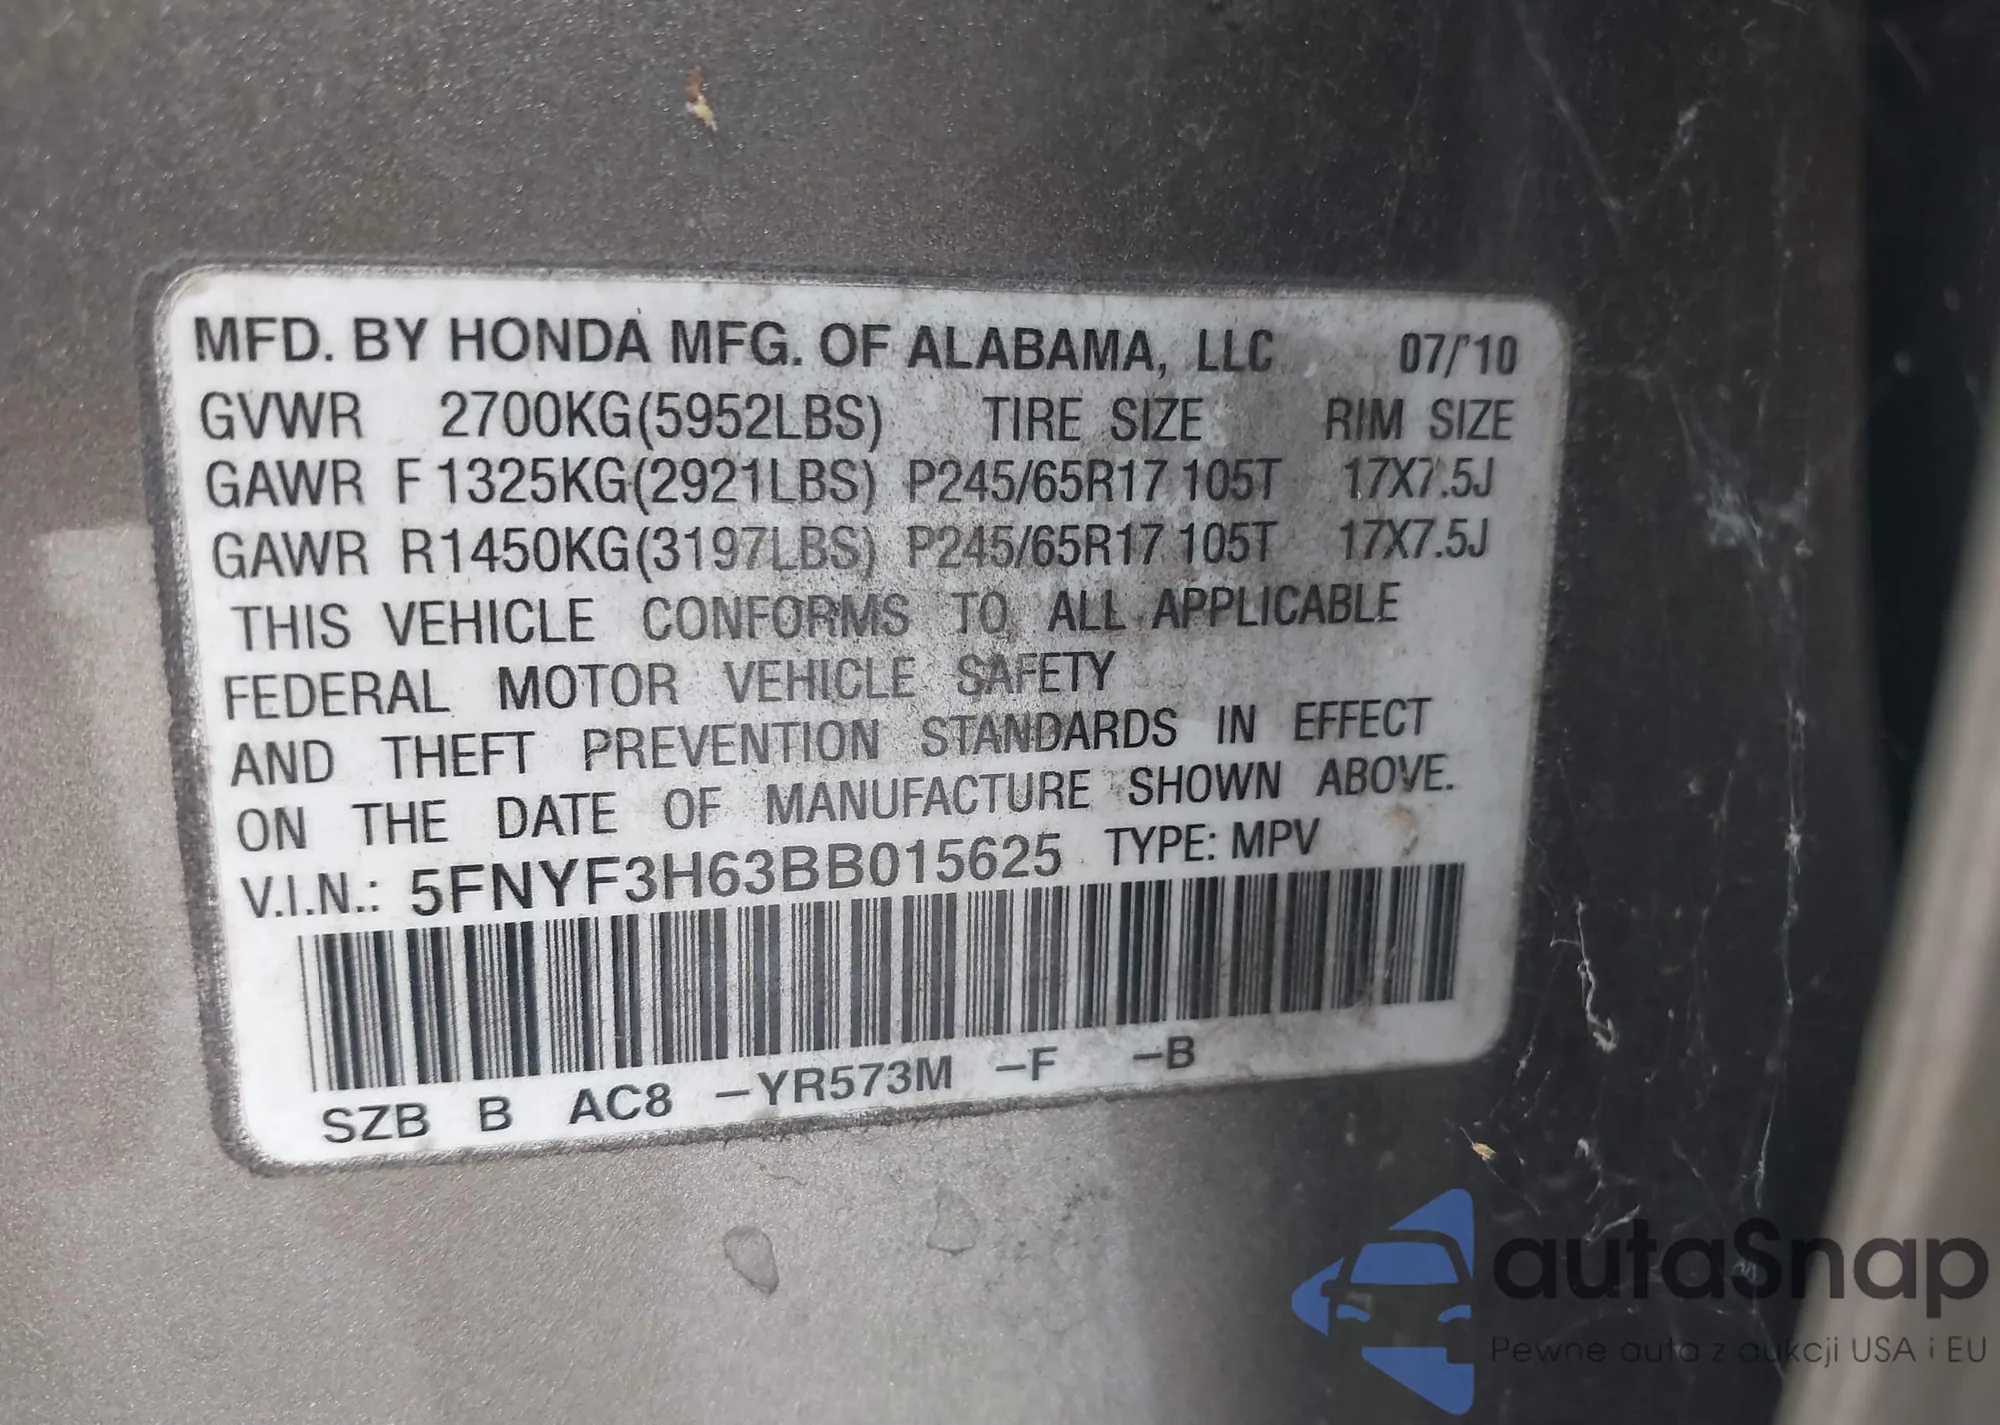 MFD. BY HONDA MFG. OF ALABAMA, LLC 07/'10
GVWR 2700KG(5952LBS) TIRE SIZE RIM SIZE
GAWR F 1325KG(2921LBS) P245/65R17 105T 17X7.5J
GAWR R1450KG(3197LBS) P245/65R17 105T 17X7.5J
THIS VEHICLE CONFORMS TO ALL APPLICABLE
FEDERAL MOTOR VEHICLE SAFETY
AND THEFT PREVENTION STANDARDS IN EFFECT
ON THE DATE OF MANUFACTURE SHOWN ABOVE.
V.I.N.: 5FNYF3H63BB015625 TYPE: MPV
SZB B AC8 –YR573M –F –B
autaSnap
Pewne auta z aukcji USA i EU